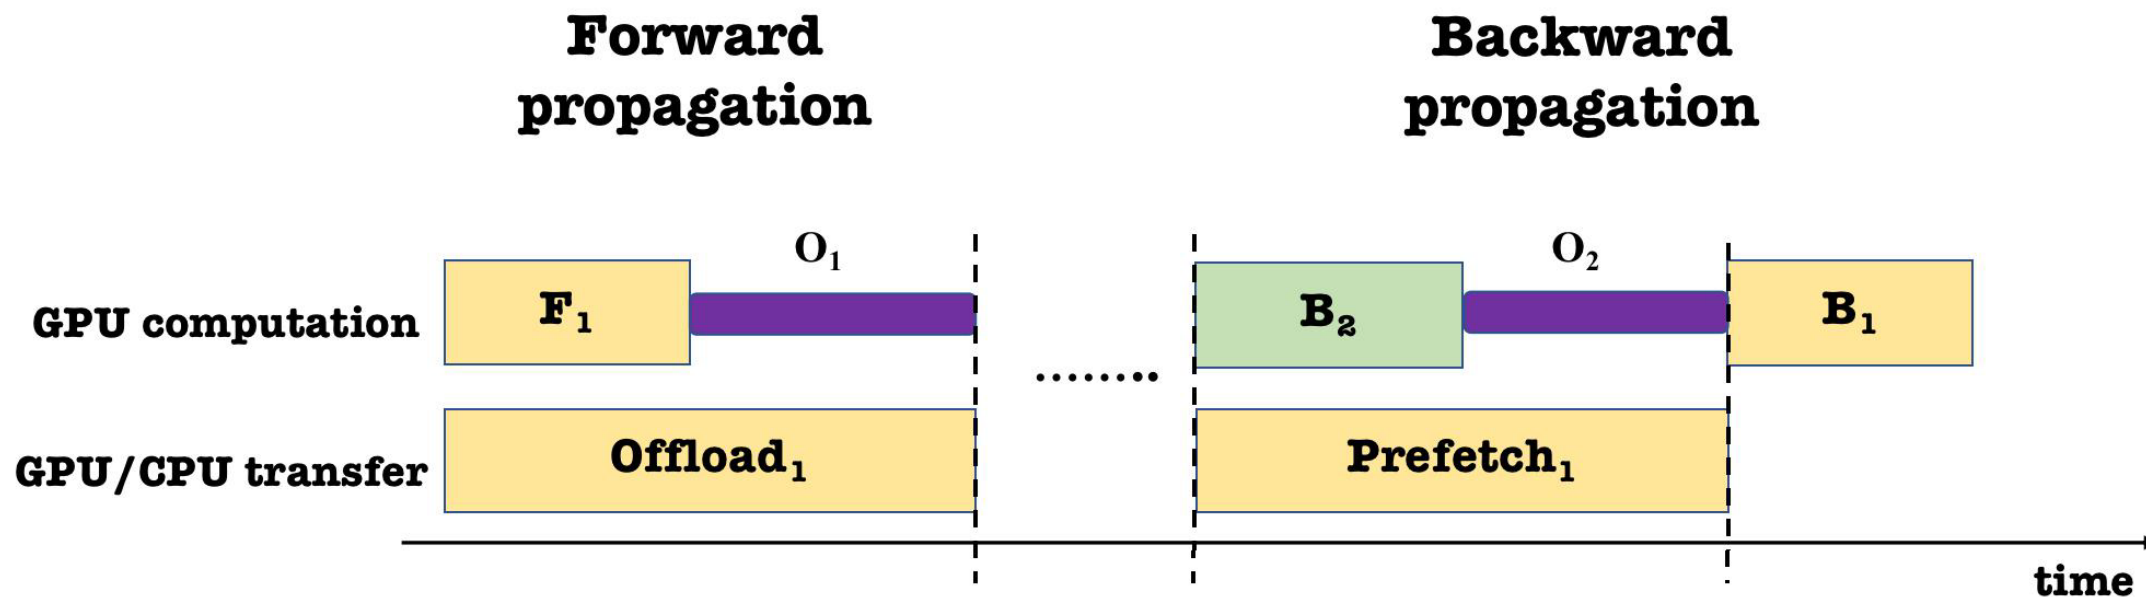 Forward
propagation
Backward
propagation
O₁
O₂
GPU computation
F₁
B₂
B₁
........
GPU/CPU transfer
Offload₁
Prefetch₁
time